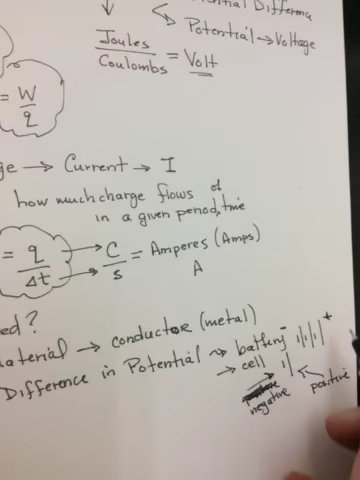 Difference
Potential → Voltage
Joules
Coulombs = Volt
= W
q
→ Current → I
how much charge flows
in a given period of time
= q → C
Δt → s = Amperes (Amps)
A
?
→ conductor (metal)
Difference in Potential → battery +
→ cell
negative
positive